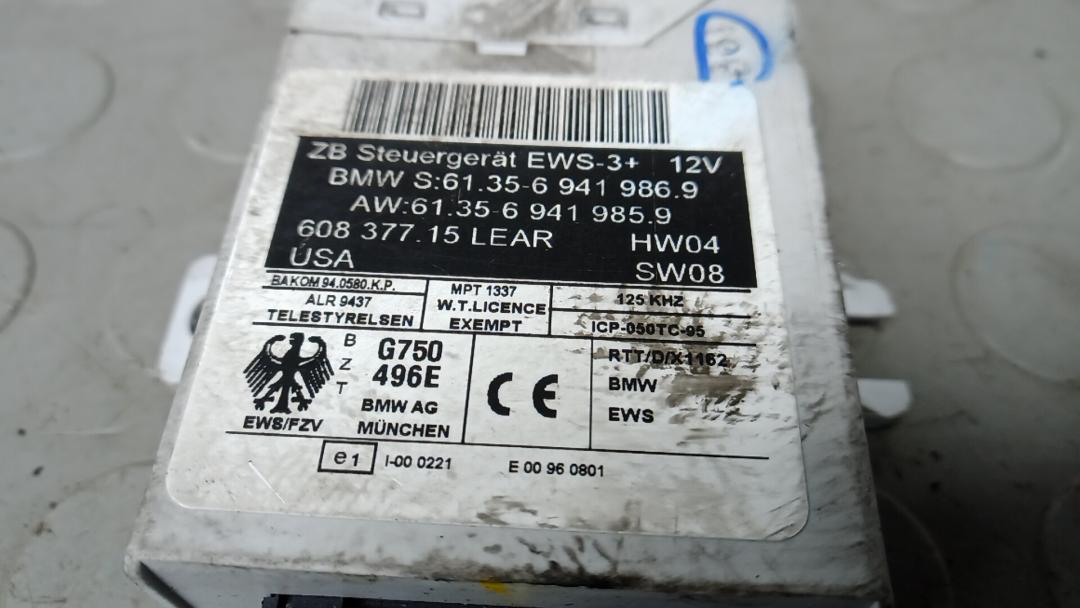 ZB Steuergerät EWS-3+ 12V
BMW S:61.35-6 941 986.9
AW:61.35-6 941 985.9
608 377.15 LEAR HW04
USA SW08
BAKOM 94.0580.K.P.
ALR 9437
TELESTYRELSEN
MPT 1337
W.T.LICENCE
EXEMPT
125 KHZ
ICP-050TC-95
BZT
G750
496E
BMW AG
MÜNCHEN
EWS/FZV
CE
RTT/D/X1162
BMW
EWS
e1 I-00 0221 E 00 96 0801